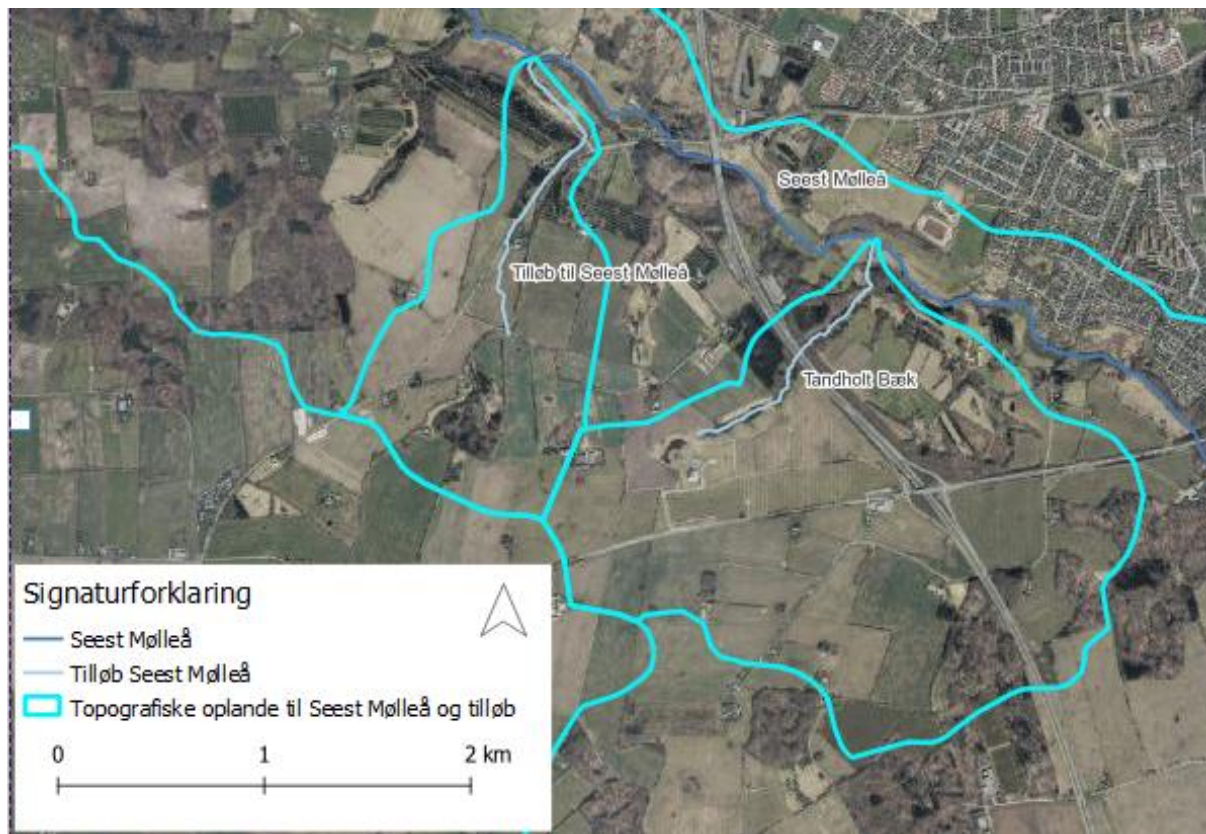 Seest Mølleå
Tilløb til Seest Mølleå
Tandholt Bæk
Signaturforklaring
Seest Mølleå
Tilløb Seest Mølleå
Topografiske oplande til Seest Mølleå og tilløb
0 1 2 km